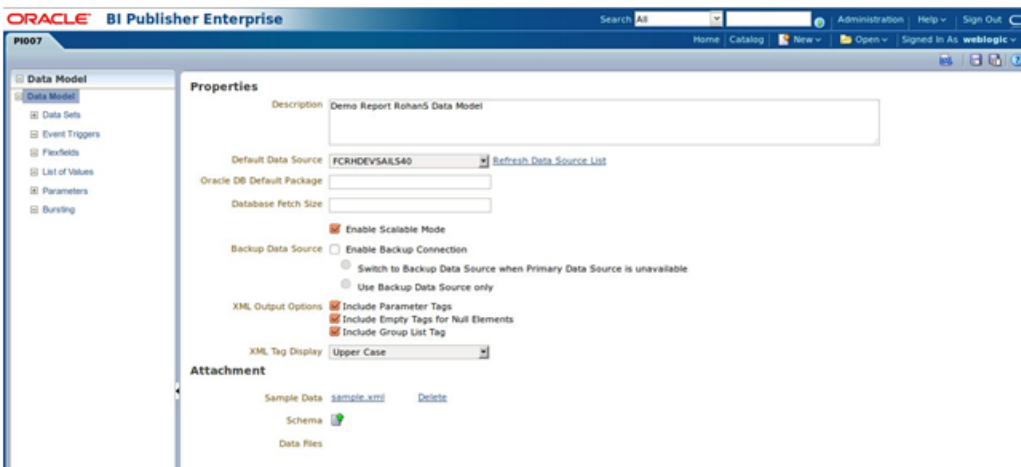 ORACLE BI Publisher Enterprise Search All Administration Help Sign Out
PI007 Home Catalog New Open Signed In As weblogic
Data Model
Data Model
Data Sets
Event Triggers
Flexfields
List of Values
Parameters
Bursting
Properties
Description Demo Report RohanS Data Model
Default Data Source FCRHDEVSAILS40 Refresh Data Source List
Oracle DB Default Package
Database Fetch Size
Enable Scalable Mode
Backup Data Source Enable Backup Connection
Switch to Backup Data Source when Primary Data Source is unavailable
Use Backup Data Source only
XML Output Options Include Parameter Tags
Include Empty Tags for Null Elements
Include Group List Tag
XML Tag Display Upper Case
Attachment
Sample Data sample.xml Delete
Schema
Data Files